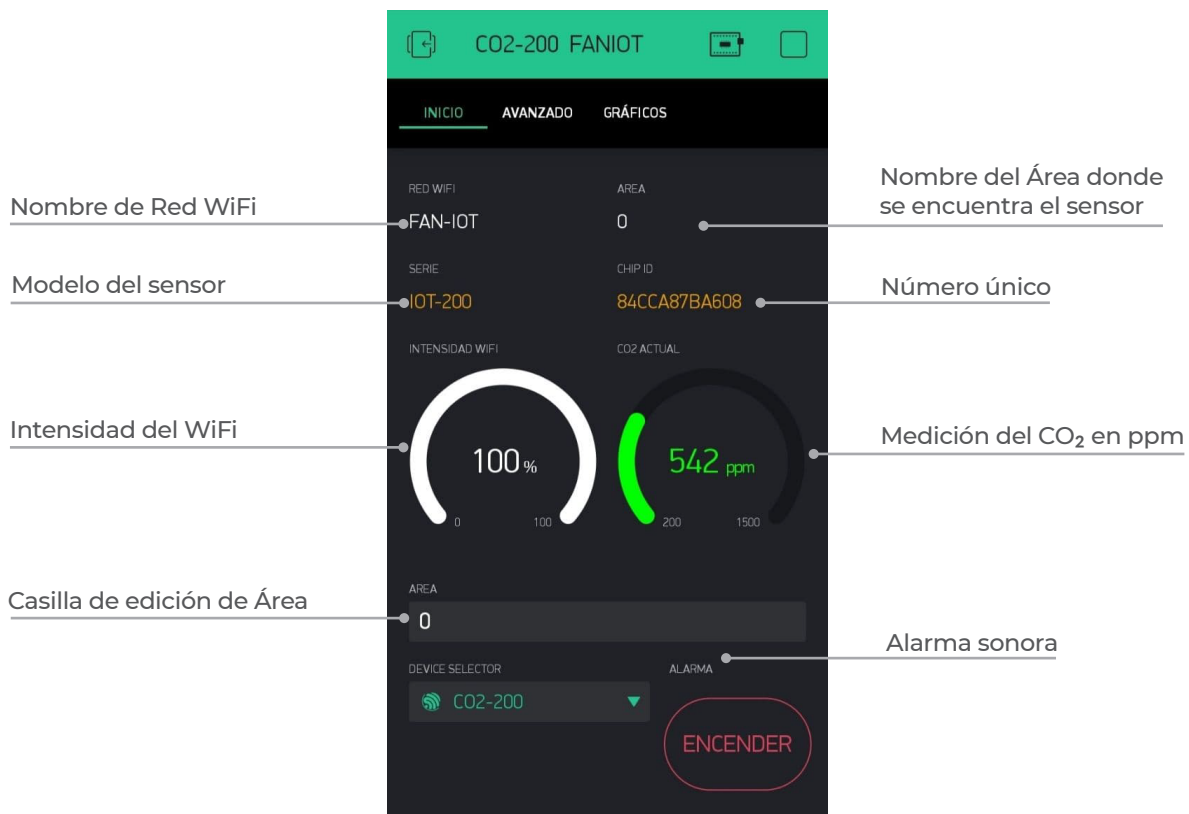 CO2-200 FANIOT
INICIO AVANZADO GRÁFICOS
Nombre de Red WiFi
RED WIFI
FAN-IOT
AREA
0
Nombre del Área donde
se encuentra el sensor
Modelo del sensor
SERIE
IOT-200
CHIP ID
84CCA87BA608
Número único
Intensidad del WiFi
INTENSIDAD WIFI
100 %
0 100
CO2 ACTUAL
542 ppm
200 1500
Medición del CO₂ en ppm
Casilla de edición de Área
AREA
0
DEVICE SELECTOR
CO2-200
ALARMA
ENCENDER
Alarma sonora